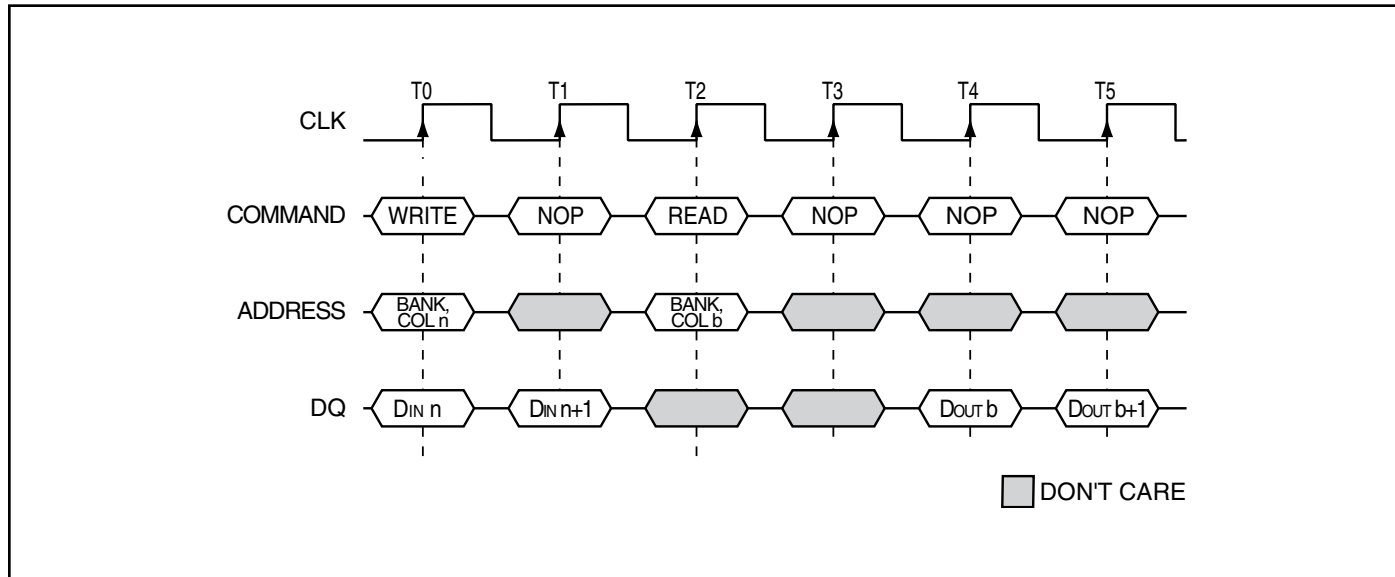 T0 T1 T2 T3 T4 T5
CLK
COMMAND WRITE NOP READ NOP NOP NOP
ADDRESS BANK, COL n BANK, COL b
DQ DIN n DIN n+1 DOUT b DOUT b+1
DON'T CARE